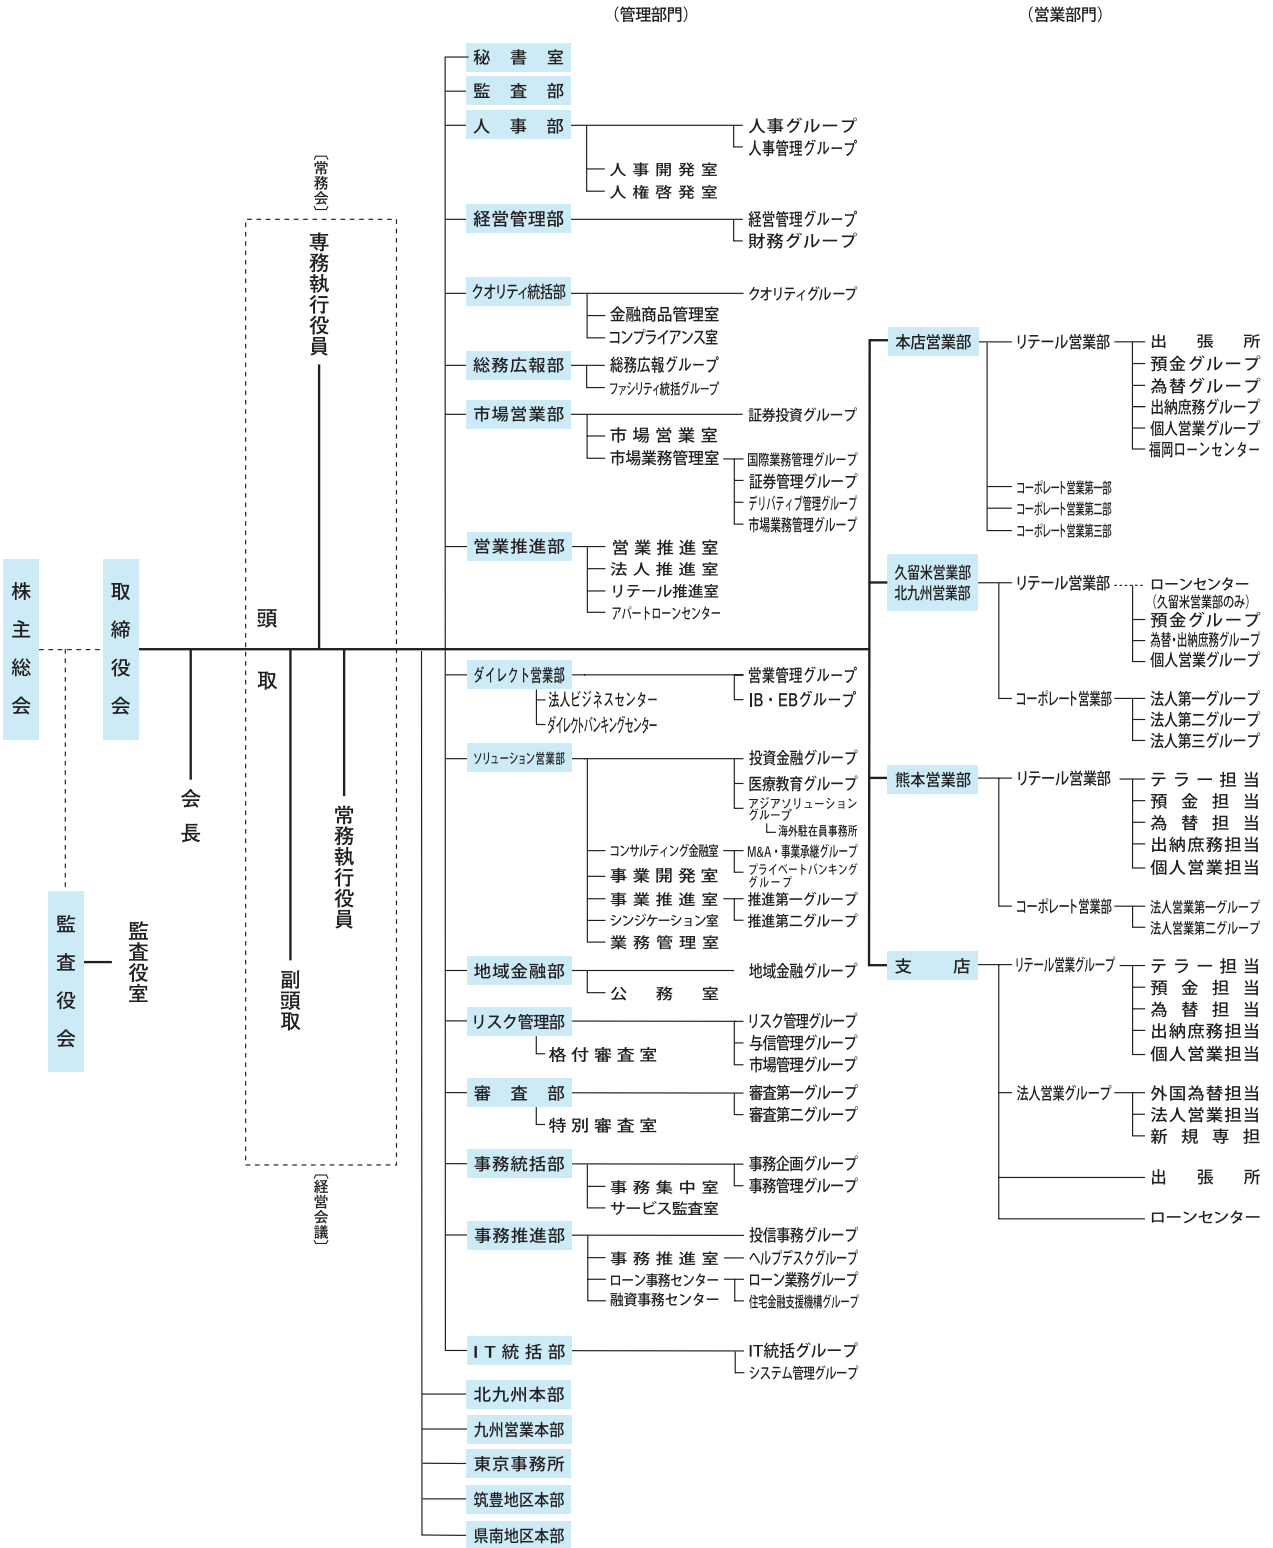 （管理部門）
（営業部門）
株主総会
取締役会
監査役会
監査役室
会長
頭取
副頭取
〔常務会〕
専務執行役員
常務執行役員
〔経営会議〕
秘書室
監査部
人事部
人事グループ
人事管理グループ
人事開発室
人権啓発室
経営管理部
経営管理グループ
財務グループ
クオリティ統括部
クオリティグループ
金融商品管理室
コンプライアンス室
総務広報部
総務広報グループ
ファシリティ統括グループ
市場営業部
証券投資グループ
市場営業室
市場業務管理室
国際業務管理グループ
証券管理グループ
デリバティブ管理グループ
市場業務管理グループ
営業推進部
営業推進室
法人推進室
リテール推進室
アパートローンセンター
ダイレクト営業部
営業管理グループ
IB・EBグループ
法人ビジネスセンター
ダイレクトバンキングセンター
ソリューション営業部
投資金融グループ
医療教育グループ
アジアソリューション
グループ
海外駐在員事務所
コンサルティング金融室
M&A・事業承継グループ
プライベートバンキング
グループ
事業開発室
事業推進室
推進第一グループ
推進第二グループ
シンジケーション室
業務管理室
地域金融部
地域金融グループ
公務室
リスク管理部
リスク管理グループ
与信管理グループ
市場管理グループ
格付審査室
審査部
審査第一グループ
審査第二グループ
特別審査室
事務統括部
事務企画グループ
事務管理グループ
事務集中室
サービス監査室
事務推進部
投信事務グループ
事務推進室
ヘルプデスクグループ
ローン事務センター
ローン業務グループ
住宅金融支援機構グループ
融資事務センター
IT統括部
IT統括グループ
システム管理グループ
北九州本部
九州営業本部
東京事務所
筑豊地区本部
県南地区本部
本店営業部
リテール営業部
出張所
預金グループ
為替グループ
出納庶務グループ
個人営業グループ
福岡ローンセンター
コーポレート営業第一部
コーポレート営業第二部
コーポレート営業第三部
久留米営業部
北九州営業部
リテール営業部
ローンセンター
（久留米営業部のみ）
預金グループ
為替・出納庶務グループ
個人営業グループ
コーポレート営業部
法人第一グループ
法人第二グループ
法人第三グループ
熊本営業部
リテール営業部
テラー担当
預金担当
為替担当
出納庶務担当
個人営業担当
コーポレート営業部
法人営業第一グループ
法人営業第二グループ
支店
リテール営業グループ
テラー担当
預金担当
為替担当
出納庶務担当
個人営業担当
法人営業グループ
外国為替担当
法人営業担当
新規専担
出張所
ローンセンター